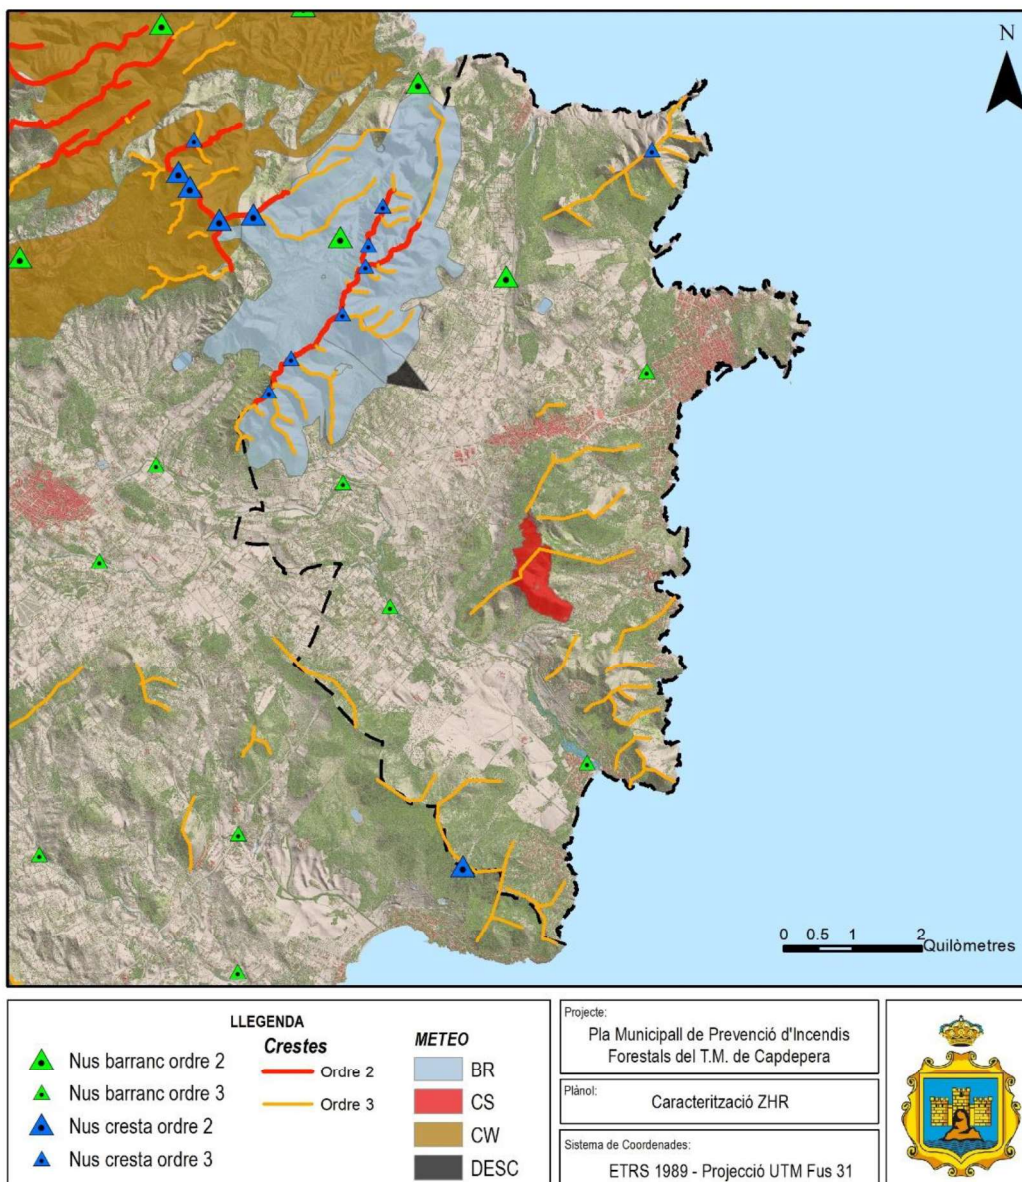 N
0 0.5 1 2
Quilòmetres
LLEGENDA
Nus barranc ordre 2
Nus barranc ordre 3
Nus cresta ordre 2
Nus cresta ordre 3
Crestes
Ordre 2
Ordre 3
METEO
BR
CS
CW
DESC
Projecte:
Pla Municipall de Prevenció d'Incendis
Forestals del T.M. de Capdepera
Plànol:
Caracterització ZHR
Sistema de Coordenades:
ETRS 1989 - Projecció UTM Fus 31